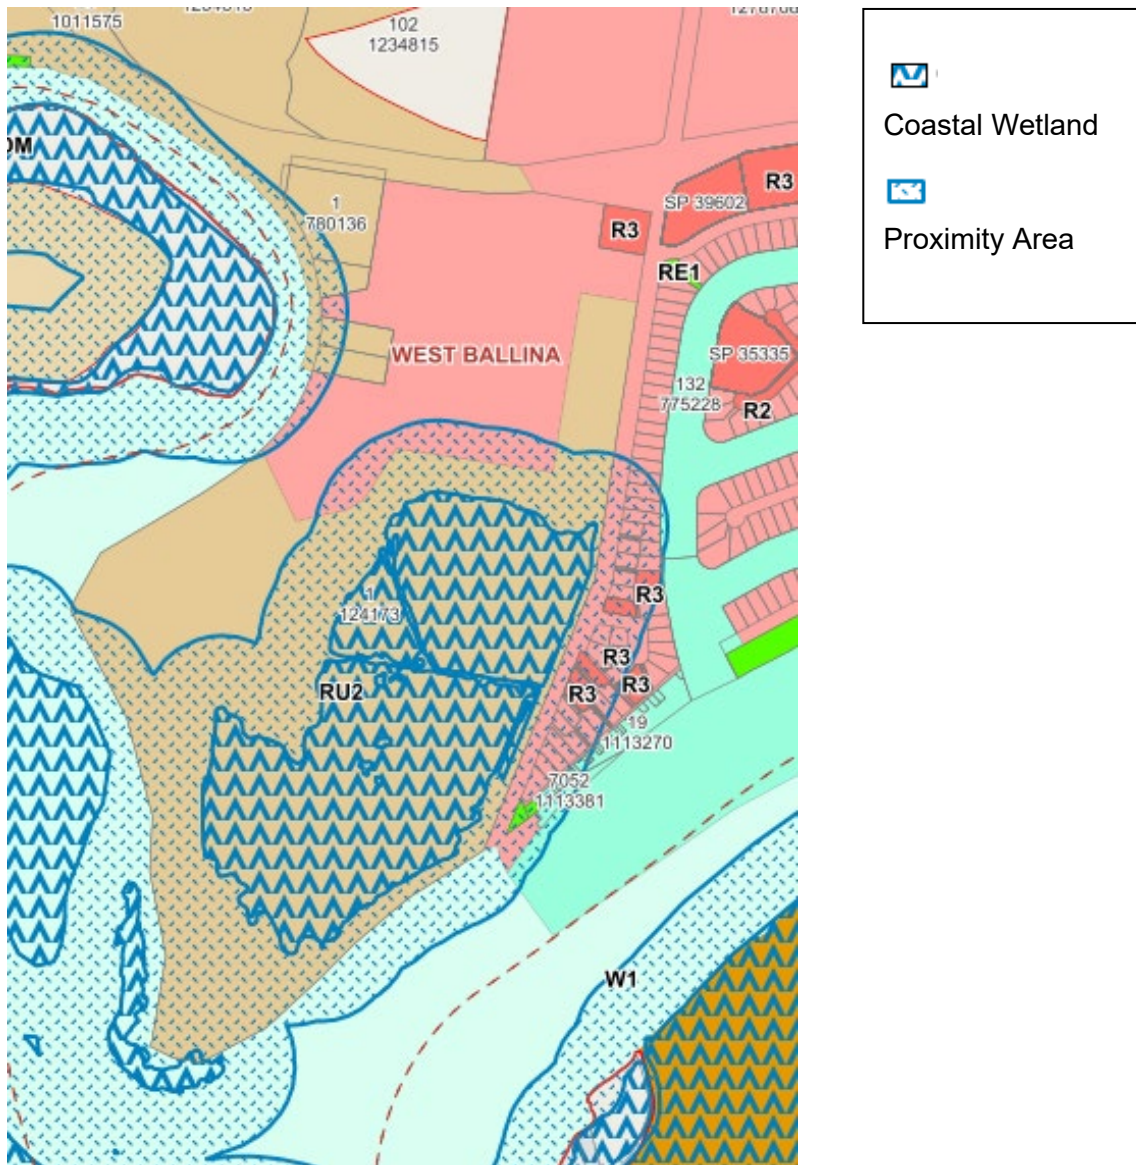 1011575
102
1234815
1
780136
SP 39602
R3
R3
RE1
WEST BALLINA
SP 35335
132
775228
R2
1
124173
R3
R3
RU2
R3
R3
19
1113270
7052
1113381
W1
Coastal Wetland
Proximity Area